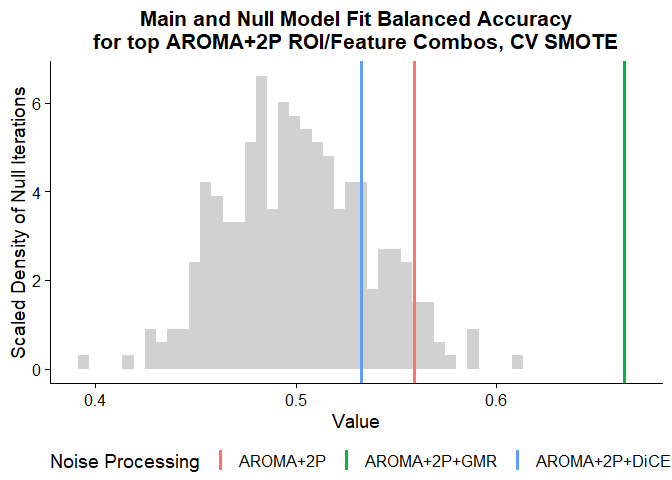 Main and Null Model Fit Balanced Accuracy
for top AROMA+2P ROI/Feature Combos, CV SMOTE
Scaled Density of Null Iterations
6
4
2
0
0.4 0.5 0.6
Value
Noise Processing AROMA+2P AROMA+2P+GMR AROMA+2P+DiCE